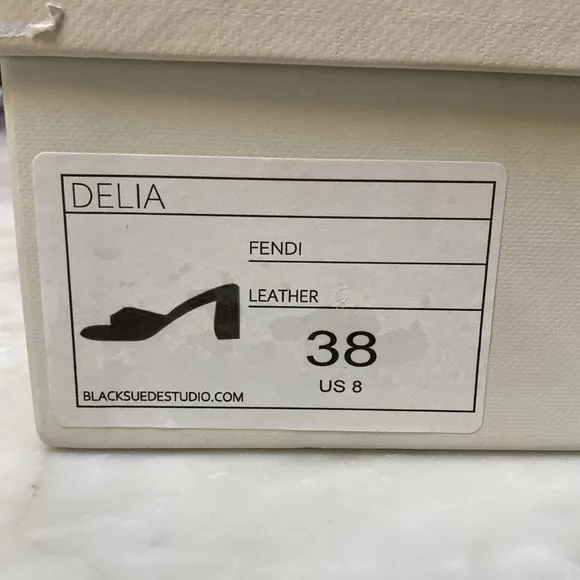 DELIA
FENDI
LEATHER
38
US 8
BLACKSUEDESTUDIO.COM